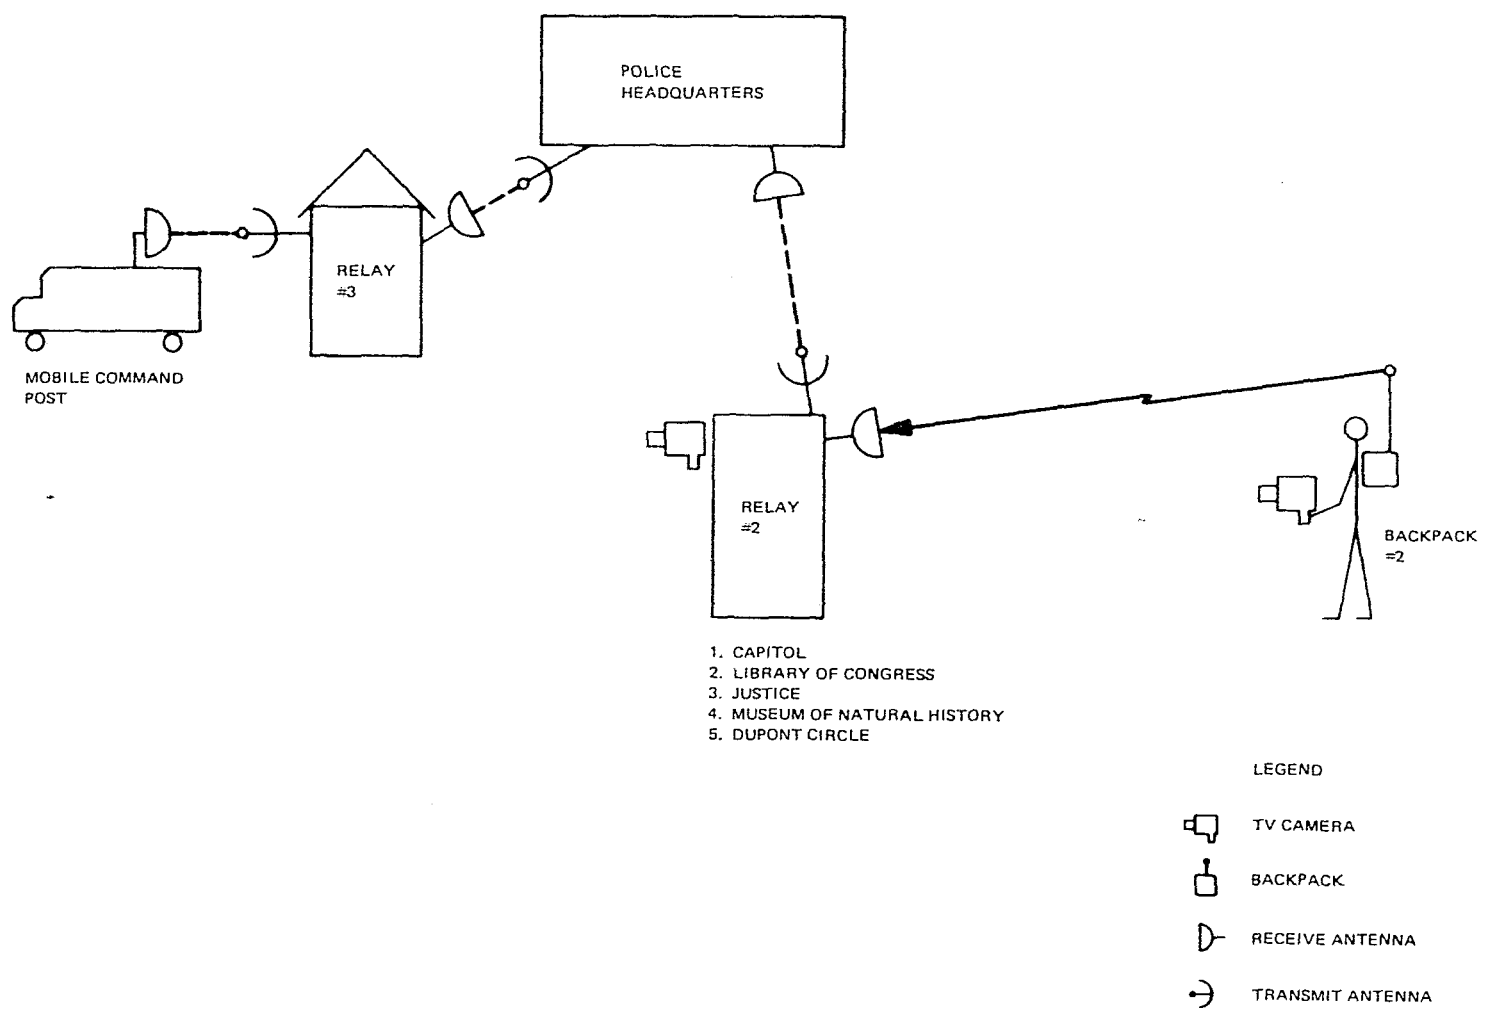 POLICE
HEADQUARTERS
RELAY
#3
MOBILE COMMAND
POST
RELAY
#2
BACKPACK
#2
1. CAPITOL
2. LIBRARY OF CONGRESS
3. JUSTICE
4. MUSEUM OF NATURAL HISTORY
5. DUPONT CIRCLE
LEGEND
TV CAMERA
BACKPACK
RECEIVE ANTENNA
TRANSMIT ANTENNA